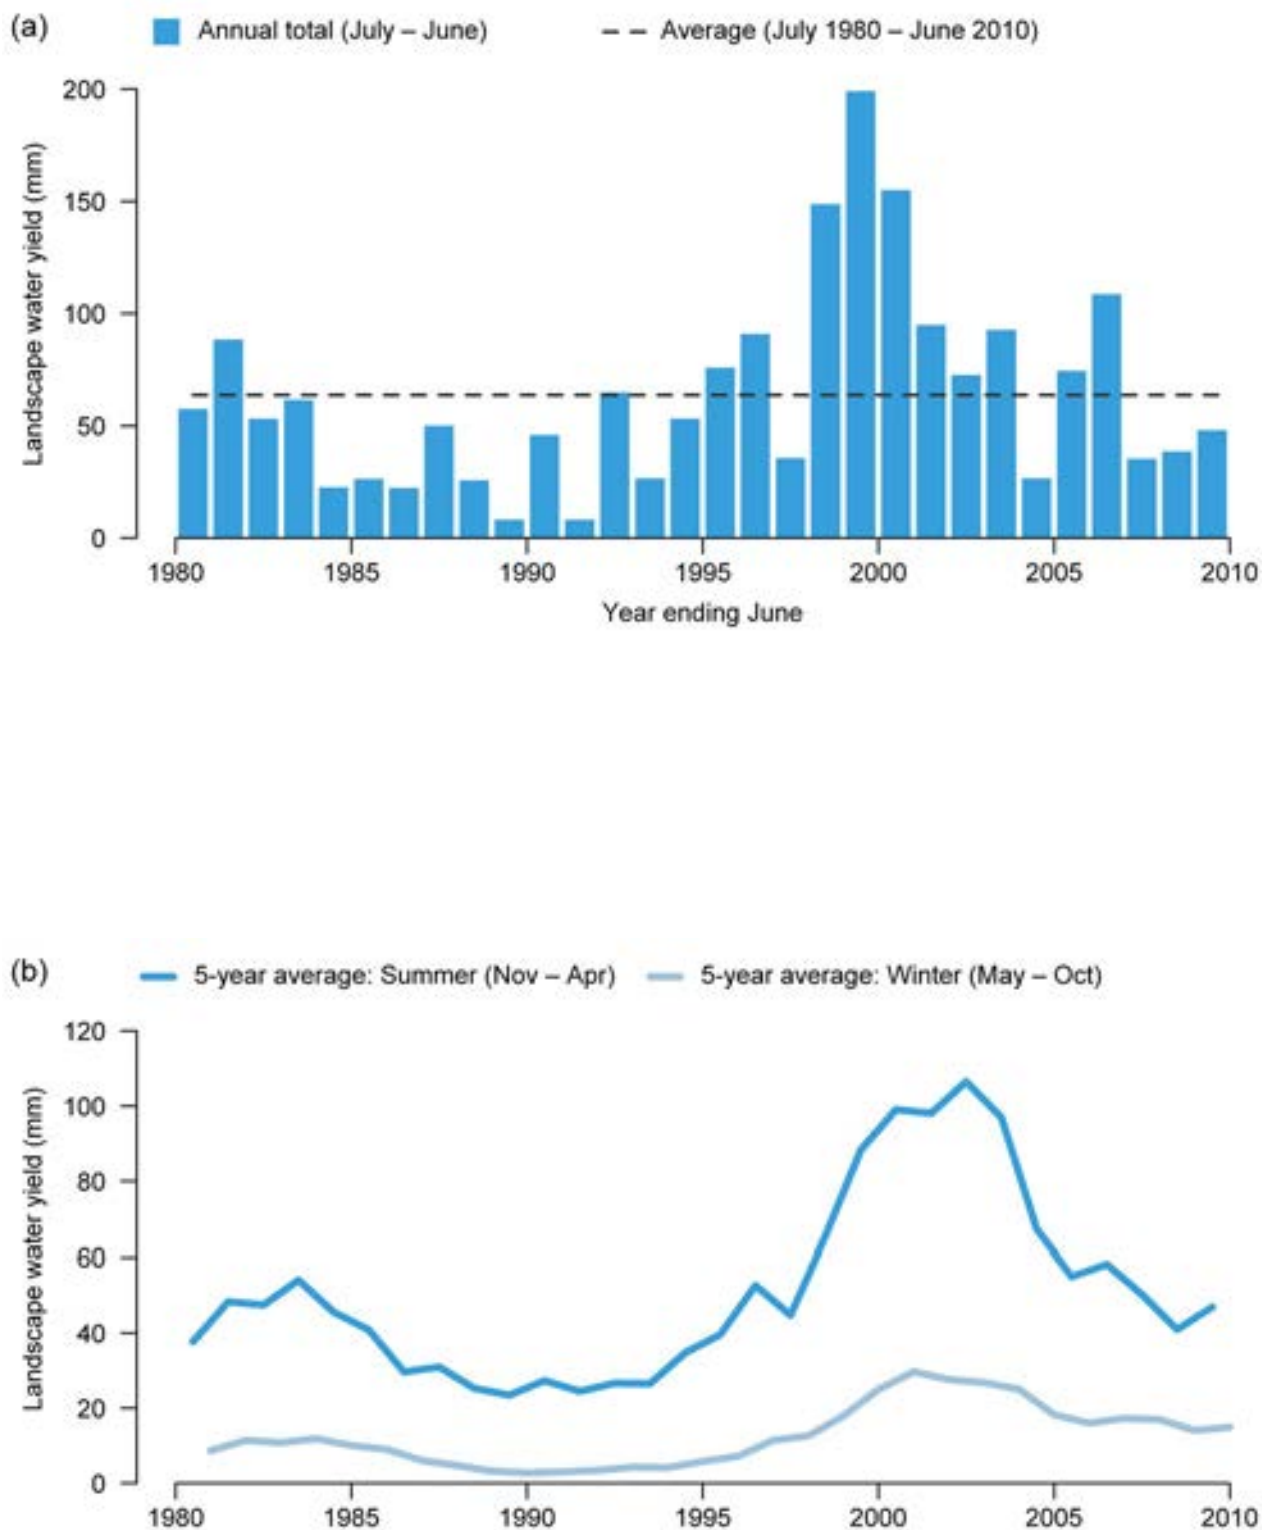 (a) Annual total (July – June) Average (July 1980 – June 2010)
200
150
100
50
0
Landscape water yield (mm)
1980 1985 1990 1995 2000 2005 2010
Year ending June
(b) 5-year average: Summer (Nov – Apr) 5-year average: Winter (May – Oct)
120
100
80
60
40
20
0
Landscape water yield (mm)
1980 1985 1990 1995 2000 2005 2010